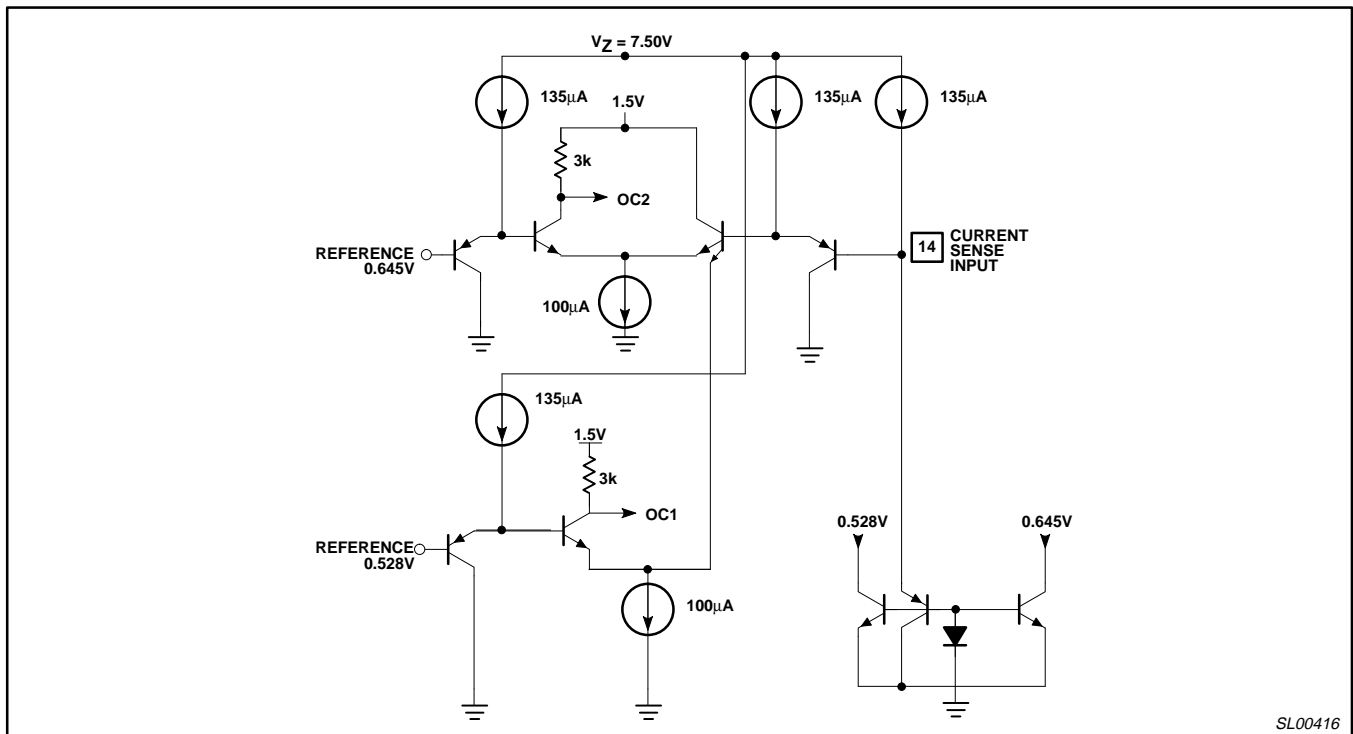 VZ = 7.50V
135µA
135µA
135µA
1.5V
3k
OC2
REFERENCE
0.645V
14
CURRENT
SENSE
INPUT
100µA
135µA
1.5V
3k
OC1
REFERENCE
0.528V
100µA
0.528V
0.645V
SL00416